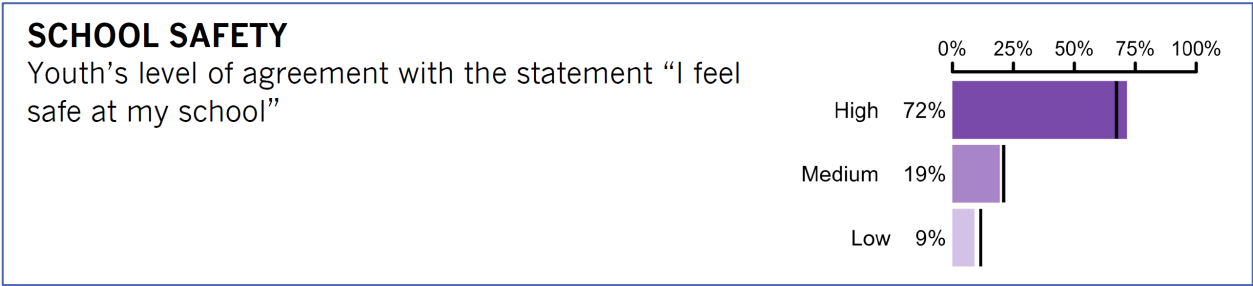 SCHOOL SAFETY
Youth’s level of agreement with the statement “I feel
safe at my school”
0% 25% 50% 75% 100%
High 72%
Medium 19%
Low 9%